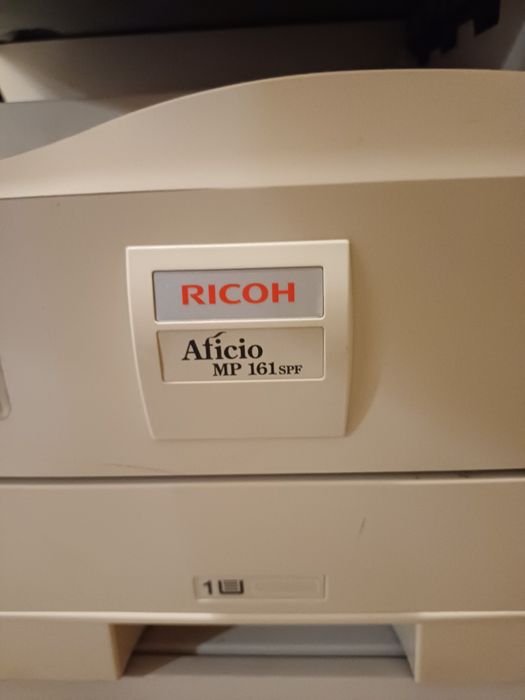 RICOH
Aficio
MP 161SPF
1